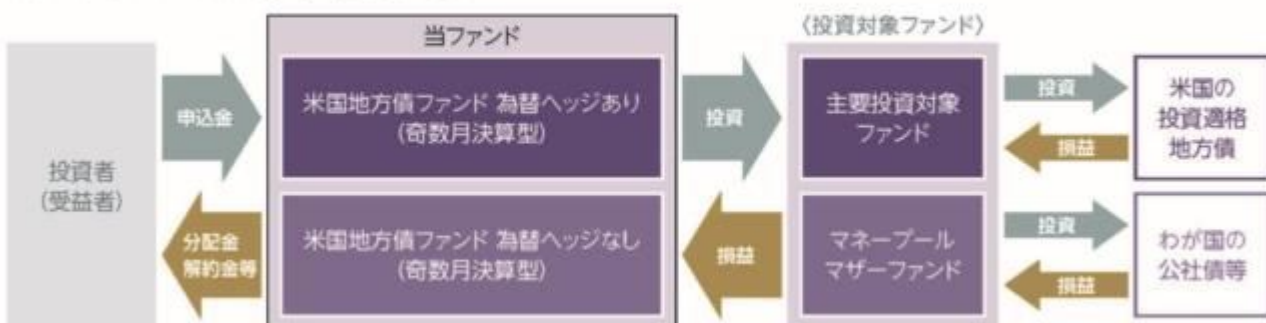 当ファンド
〈投資対象ファンド〉
投資者
(受益者)
申込金
分配金
解約金等
米国地方債ファンド 為替ヘッジあり
(奇数月決算型)
米国地方債ファンド 為替ヘッジなし
(奇数月決算型)
投資
損益
主要投資対象
ファンド
マネープール
マザーファンド
投資
損益
投資
損益
米国の
投資適格
地方債
わが国の
公社債等